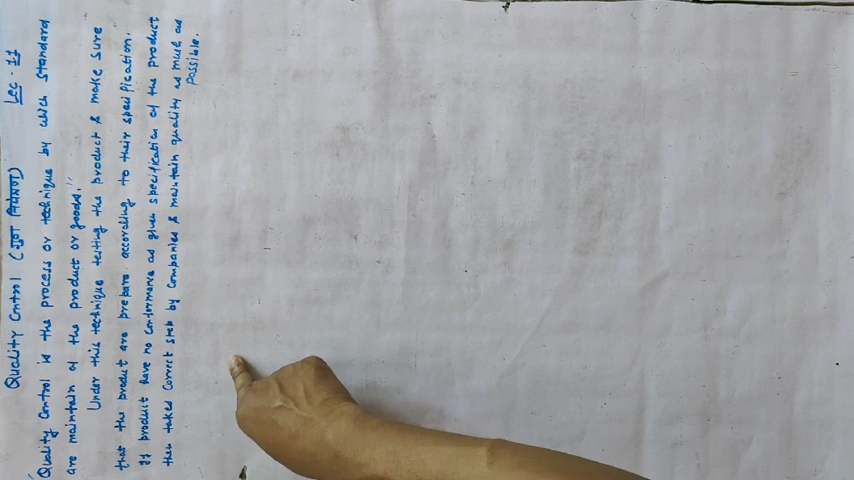 Quality Control (गुण नियंत्रण) Lec - 11
"Quality Control is the process or technique by which standard
are maintain of the product or goods."
Under this technique testing the product & make sure
that the product are prepare according to their specification.
If product have no conformance as given specification of the product
then taked Correct step by Companies & maintain quality as much as
possible.